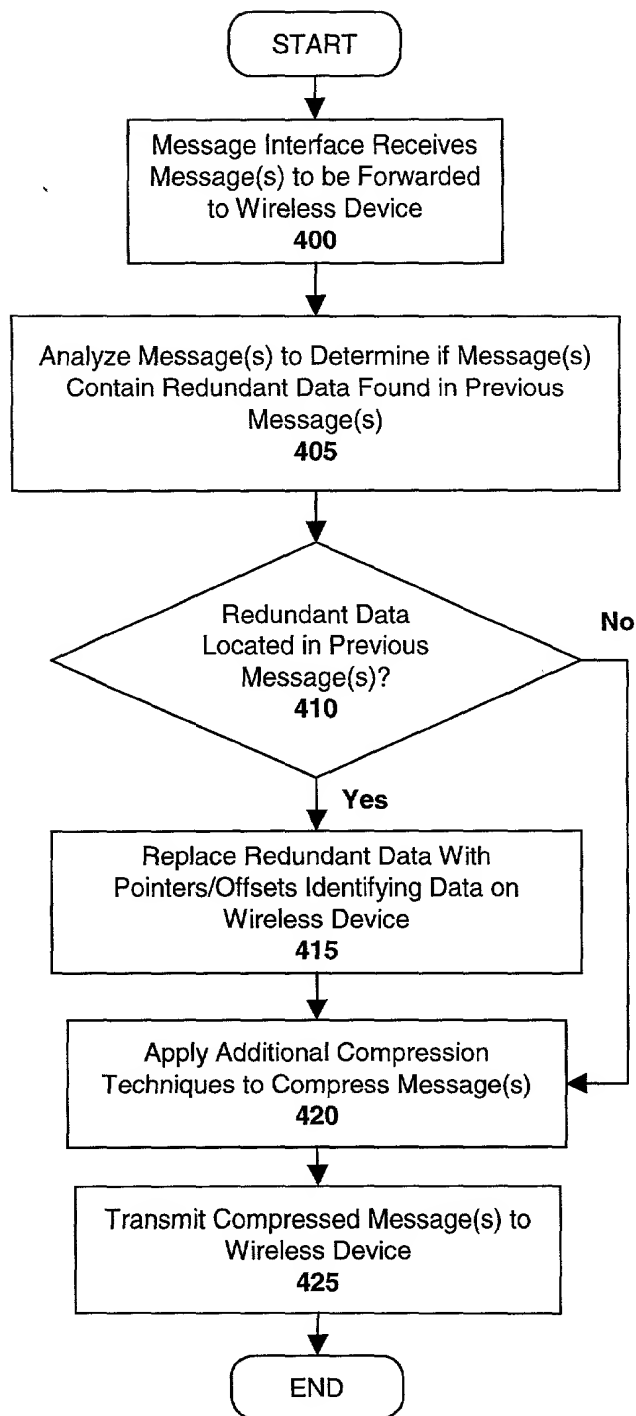 START
Message Interface Receives
Message(s) to be Forwarded
to Wireless Device
400
Analyze Message(s) to Determine if Message(s)
Contain Redundant Data Found in Previous
Message(s)
405
Redundant Data
Located in Previous
Message(s)?
410
No
Yes
Replace Redundant Data With
Pointers/Offsets Identifying Data on
Wireless Device
415
Apply Additional Compression
Techniques to Compress Message(s)
420
Transmit Compressed Message(s) to
Wireless Device
425
END